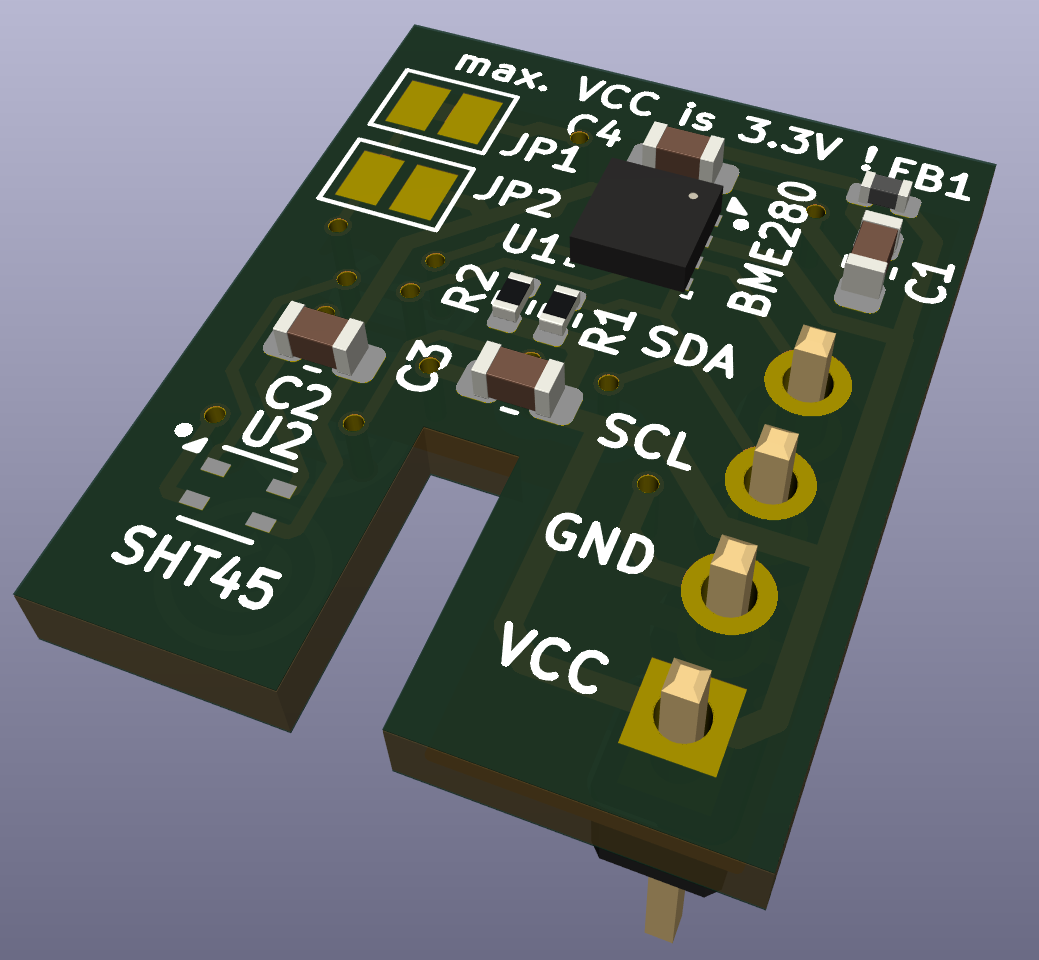 max. VCC is 3.3V !
C4
FB1
JP1
JP2
U1
BME280
C1
R2
R1
SDA
C3
C2
U2
SCL
SHT45
GND
VCC